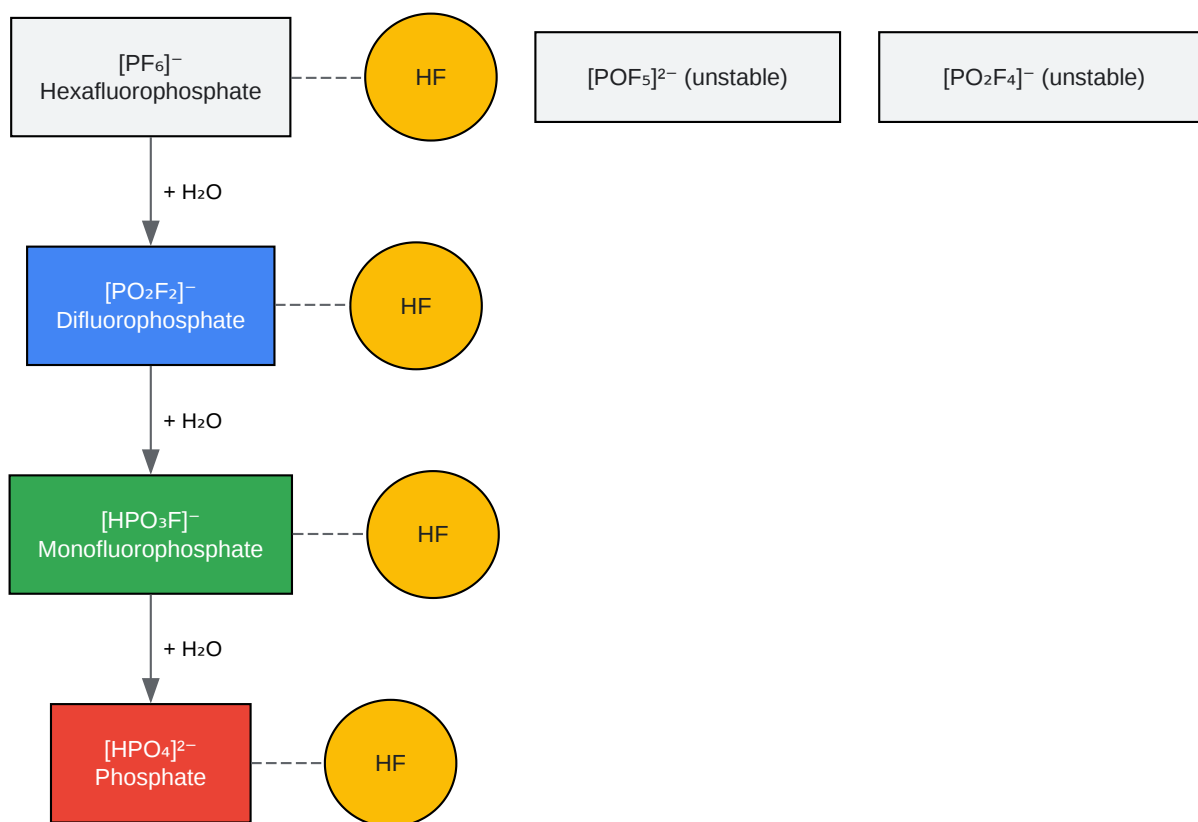 [PF₆]⁻
Hexafluorophosphate
HF
[POF₅]²⁻ (unstable)
[PO₂F₄]⁻ (unstable)
+ H₂O
[PO₂F₂]⁻
Difluorophosphate
HF
+ H₂O
[HPO₃F]⁻
Monofluorophosphate
HF
+ H₂O
[HPO₄]²⁻
Phosphate
HF